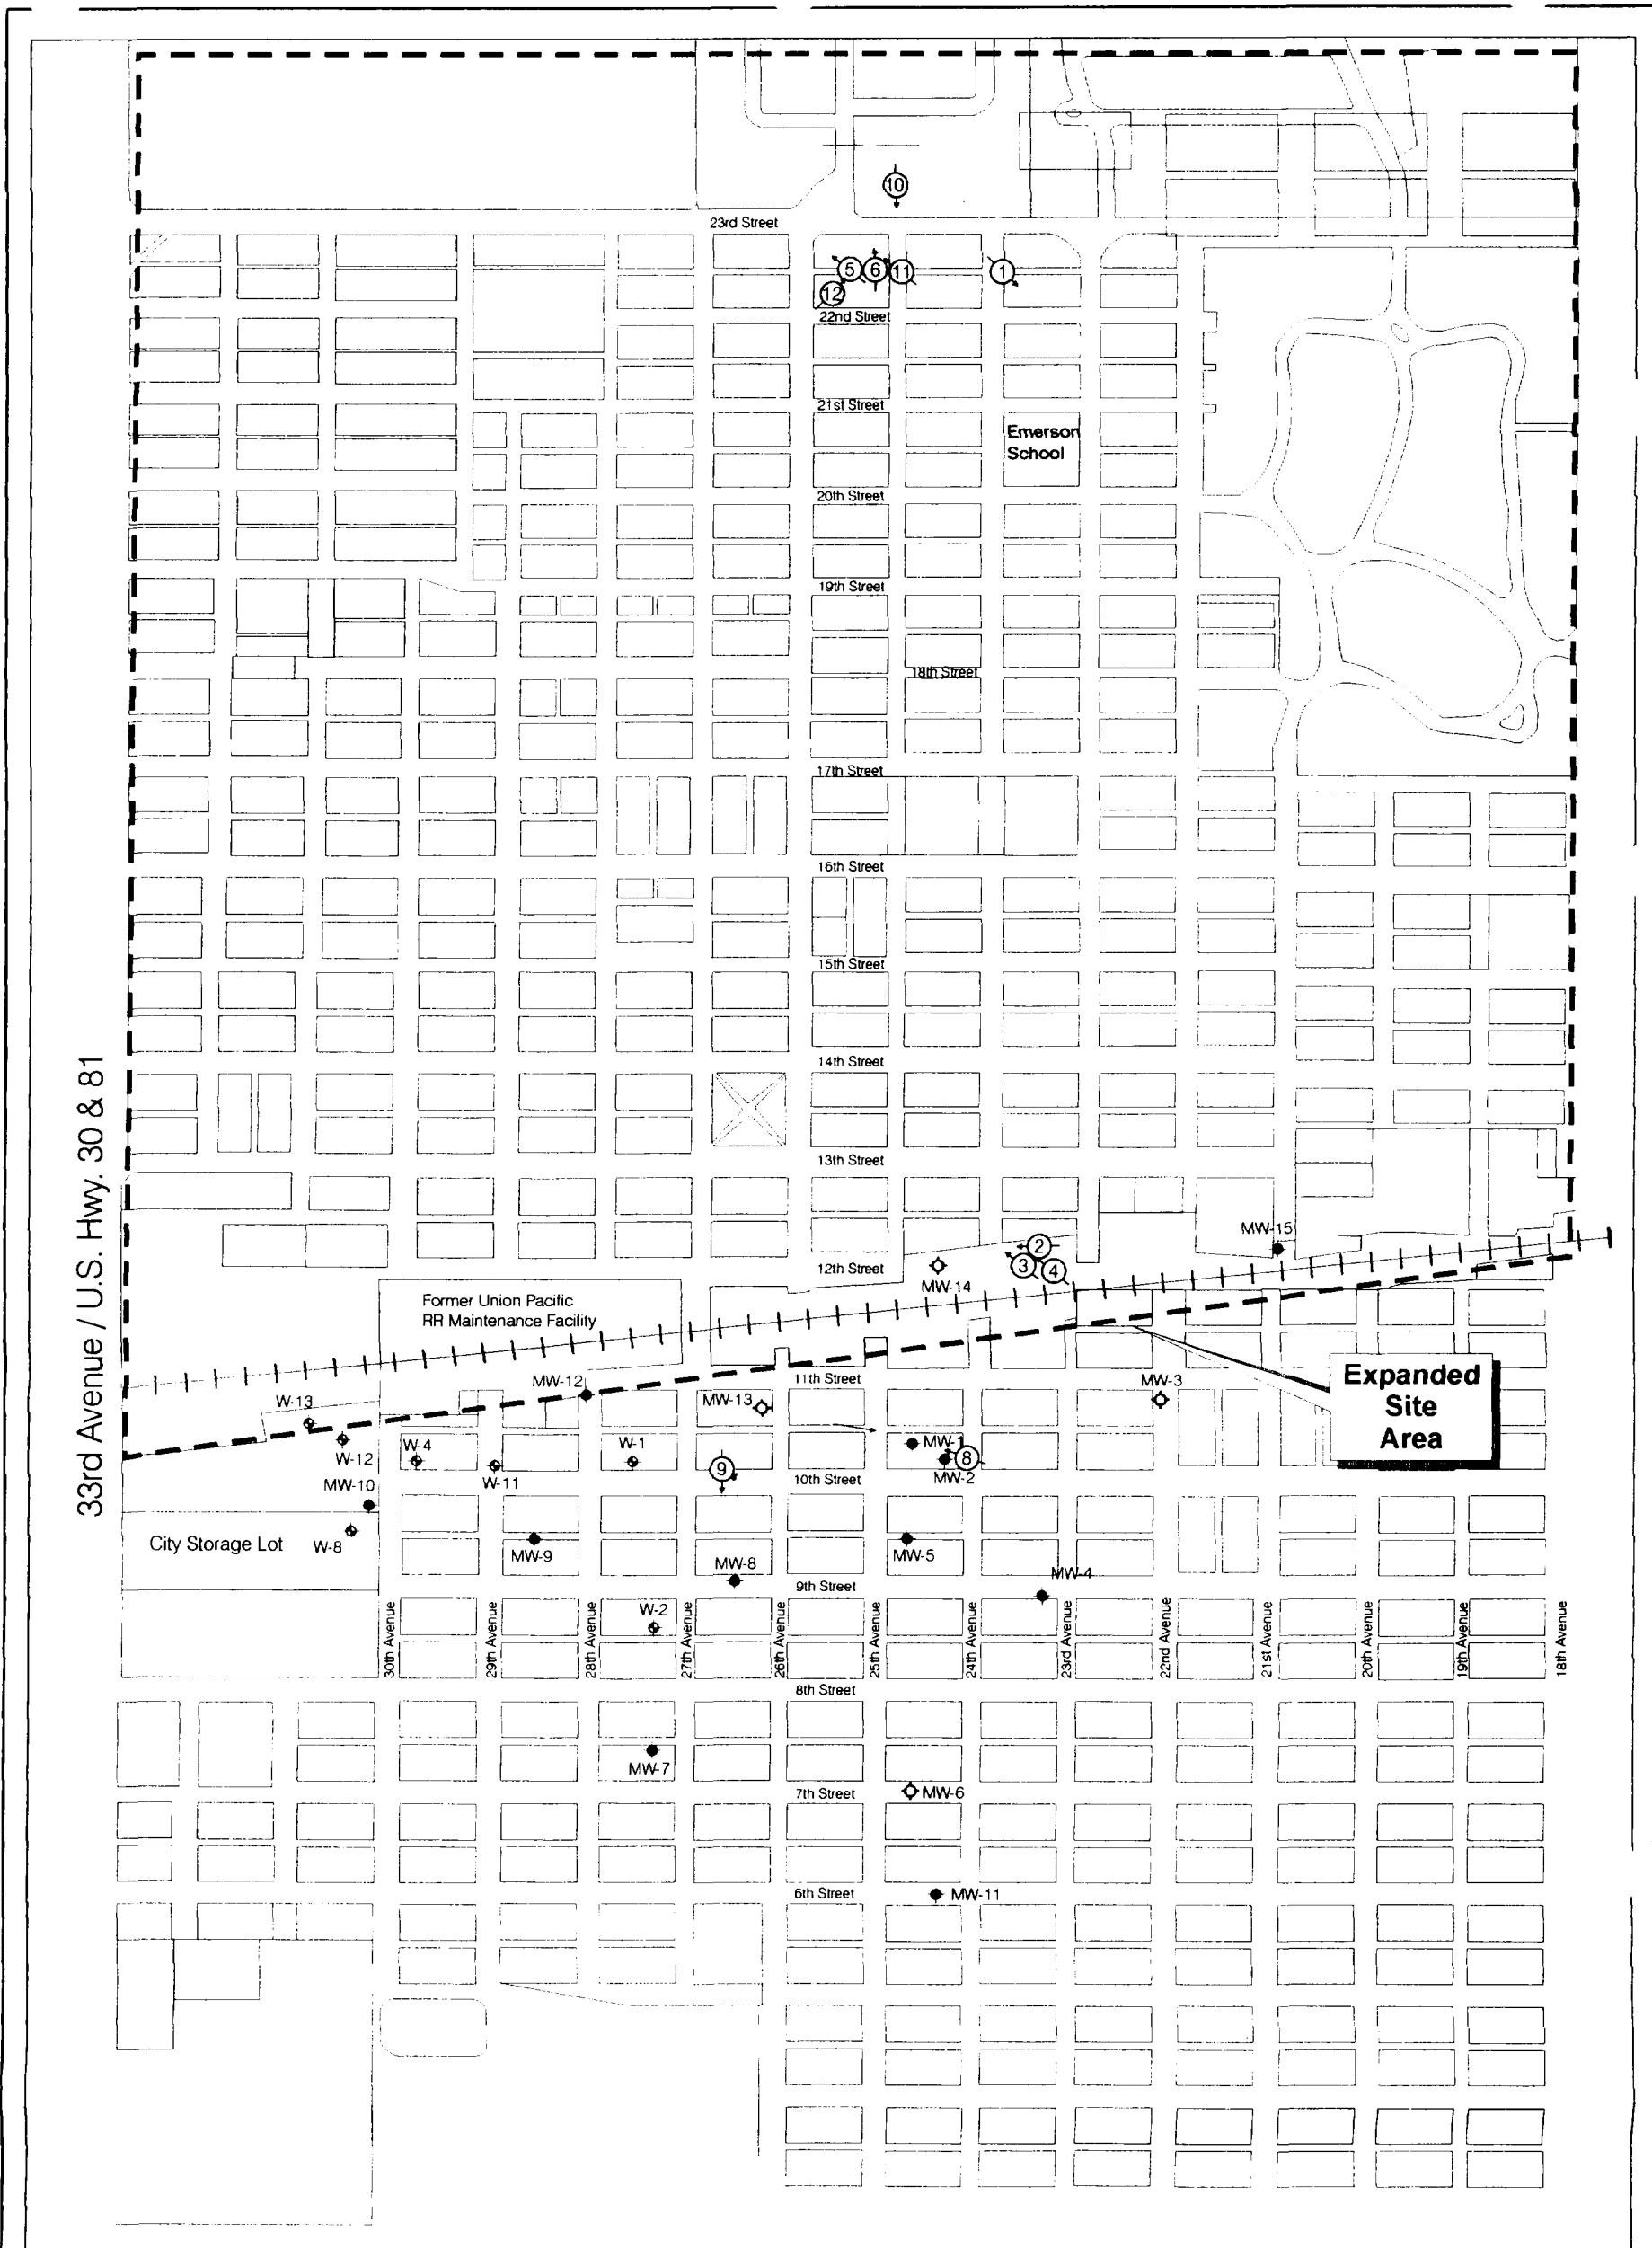 10
23rd Street
5
6
11
1
12
22nd Street
21st Street
Emerson
School
20th Street
19th Street
18th Street
17th Street
16th Street
15th Street
14th Street
33rd Avenue / U.S. Hwy. 30 & 81
13th Street
MW-15
2
12th Street
3
4
MW-14
Former Union Pacific
RR Maintenance Facility
Expanded
Site
Area
11th Street
MW-12
MW-3
W-13
MW-13
W-4
W-1
MW-1
W-12
9
8
MW-10
W-11
10th Street
MW-2
City Storage Lot
W-8
MW-9
MW-8
MW-5
MW-4
9th Street
W-2
30th Avenue
29th Avenue
28th Avenue
27th Avenue
26th Avenue
25th Avenue
24th Avenue
23rd Avenue
22nd Avenue
21st Avenue
20th Avenue
19th Avenue
18th Avenue
8th Street
MW-7
7th Street
MW-6
6th Street
MW-11